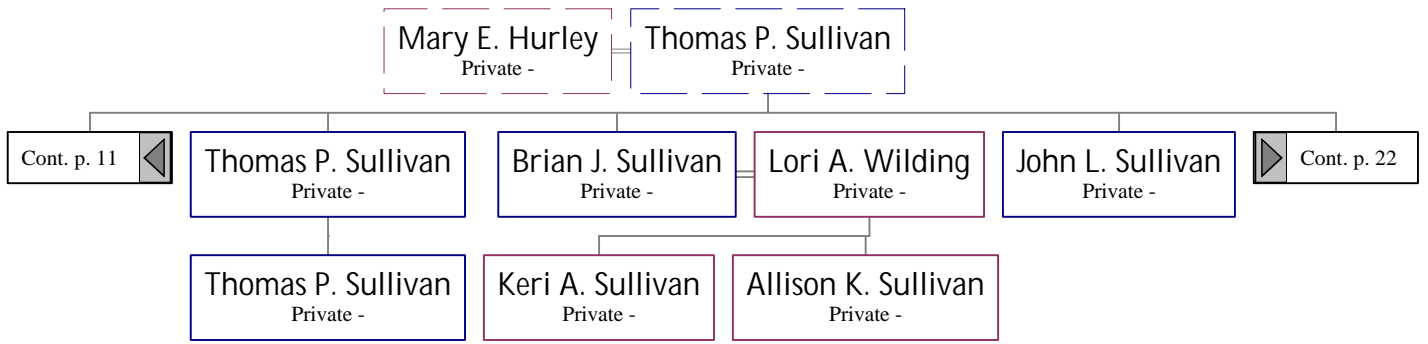 Mary E. Hurley
Private -
Thomas P. Sullivan
Private -
Cont. p. 11
Thomas P. Sullivan
Private -
Brian J. Sullivan
Private -
Lori A. Wilding
Private -
John L. Sullivan
Private -
Cont. p. 22
Thomas P. Sullivan
Private -
Keri A. Sullivan
Private -
Allison K. Sullivan
Private -